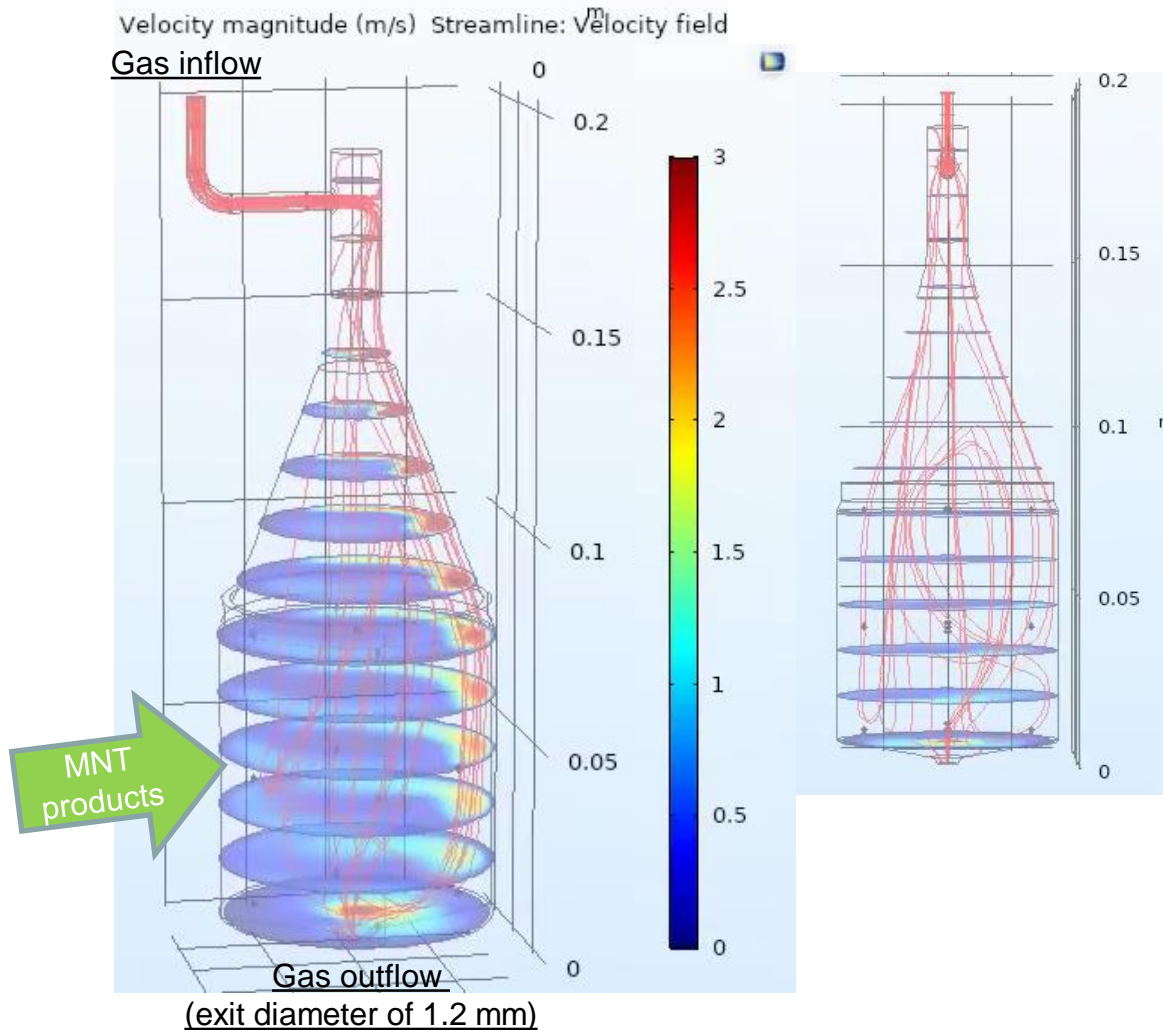 m
Velocity magnitude (m/s) Streamline: Velocity field
Gas inflow
0
0.2
0.15
0.1
0.05
0
3
2.5
2
1.5
1
0.5
0
0.2
0.15
0.1
0.05
0
MNT
products
Gas outflow
(exit diameter of 1.2 mm)